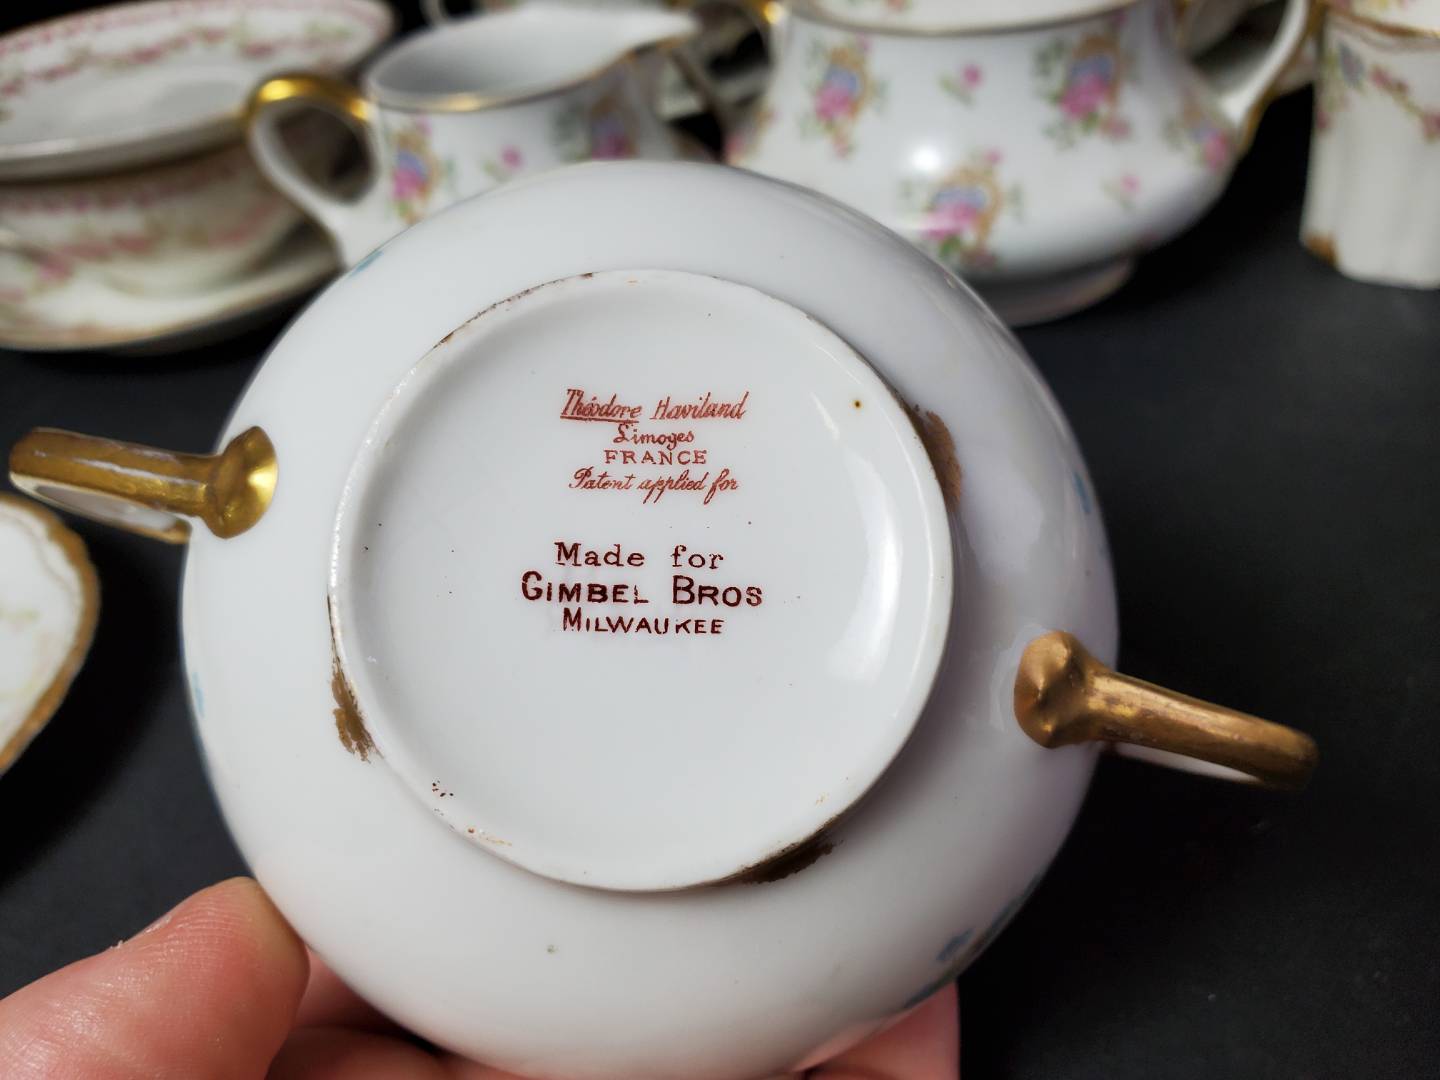 Théodore Haviland
Limoges
FRANCE
Patent applied for
Made for
GIMBEL BROS
MILWAUKEE